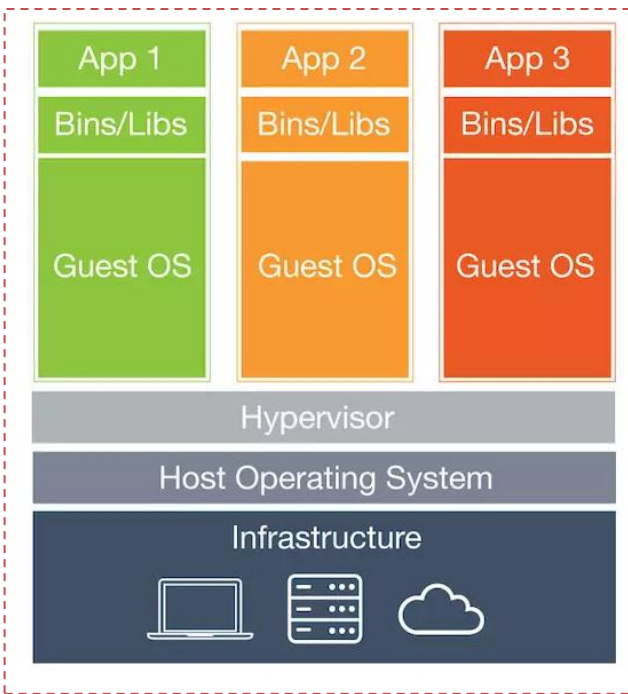 App 1
App 2
App 3
Bins/Libs
Bins/Libs
Bins/Libs
Guest OS
Guest OS
Guest OS
Hypervisor
Host Operating System
Infrastructure